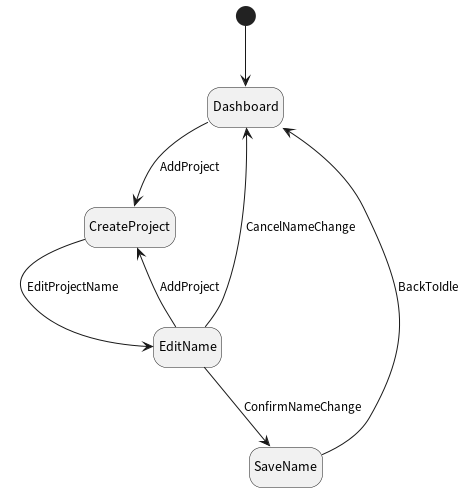 Dashboard
AddProject
CreateProject
CancelNameChange
EditProjectName
AddProject
BackToIdle
EditName
ConfirmNameChange
SaveName